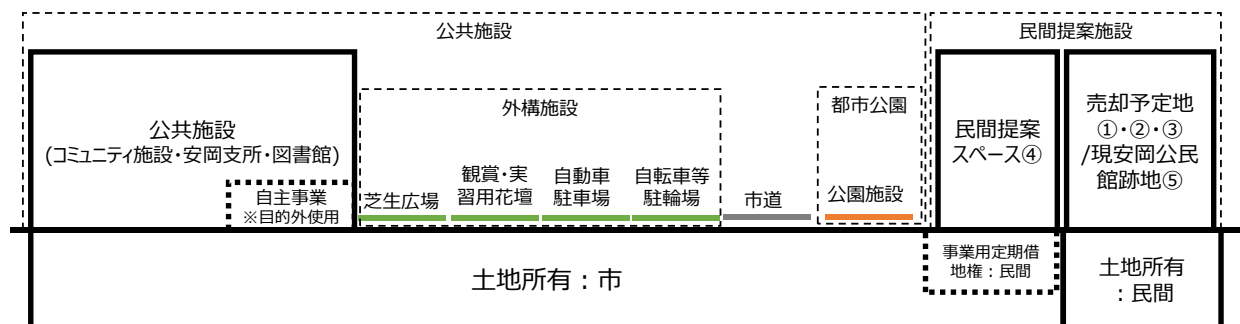 公共施設
民間提案施設
公共施設
(コミュニティ施設・安岡支所・図書館)
自主事業
※目的外使用
外構施設
芝生広場
観賞・実
習用花壇
自動車
駐車場
自転車等
駐輪場
市道
都市公園
公園施設
民間提案
スペース④
売却予定地
①・②・③
/現安岡公民
館跡地⑤
土地所有：市
事業用定期借
地権：民間
土地所有
：民間